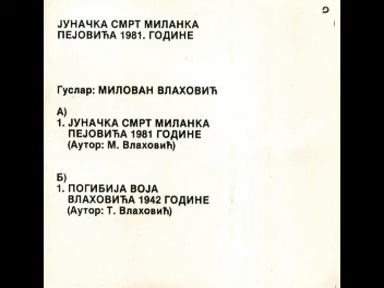 ЈУНАЧКА СМРТ МИЛАНКА
ПЕЈОВИЋА 1981. ГОДИНЕ
Гуслар: МИЛОВАН ВЛАХОВИЋ
А)
1. ЈУНАЧКА СМРТ МИЛАНКА
ПЕЈОВИЋА 1981 ГОДИНЕ
(Аутор: М. Влаховић)
Б)
1. ПОГИБИЈА ВОЈА
ВЛАХОВИЋА 1942 ГОДИНЕ
(Аутор: Т. Влаховић)